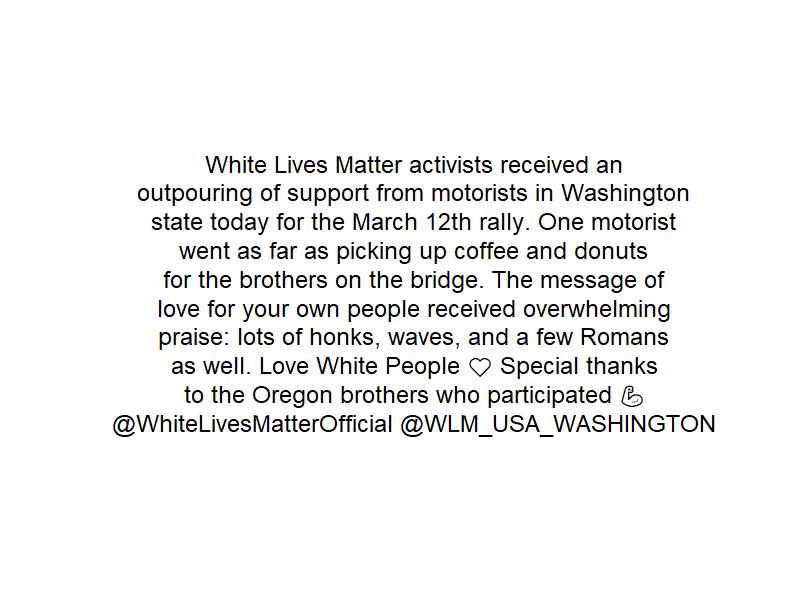 White Lives Matter activists received an
outpouring of support from motorists in Washington
state today for the March 12th rally. One motorist
went as far as picking up coffee and donuts
for the brothers on the bridge. The message of
love for your own people received overwhelming
praise: lots of honks, waves, and a few Romans
as well. Love White People ♡ Special thanks
to the Oregon brothers who participated 💪
@WhiteLivesMatterOfficial @WLM_USA_WASHINGTON